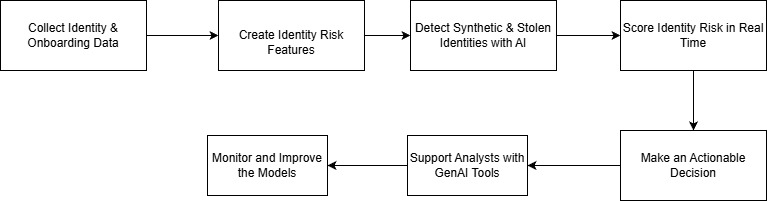 Collect Identity &
Onboarding Data
Create Identity Risk
Features
Detect Synthetic & Stolen
Identities with AI
Score Identity Risk in Real
Time
Make an Actionable
Decision
Support Analysts with
GenAI Tools
Monitor and Improve
the Models